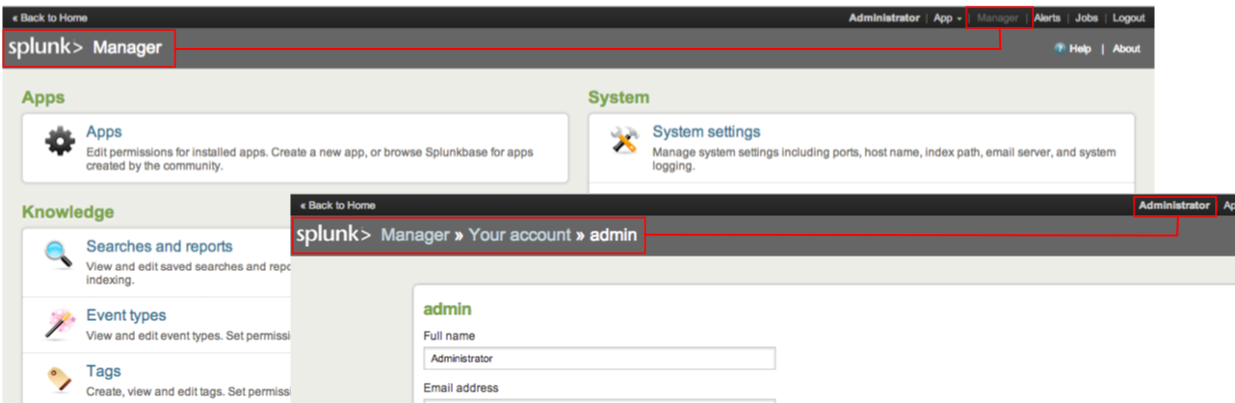 « Back to Home
Administrator | App | Manager | Alerts | Jobs | Logout
splunk> Manager
Help | About
Apps
Apps
Edit permissions for installed apps. Create a new app, or browse Splunkbase for apps
created by the community.
System
System settings
Manage system settings including ports, host name, index path, email server, and system
logging.
Knowledge
Searches and reports
View and edit saved searches and repo
indexing.
Event types
View and edit event types. Set permissi
Tags
Create, view and edit tags. Set permiss
« Back to Home
Administrator Ap
splunk> Manager » Your account » admin
admin
Full name
Administrator
Email address